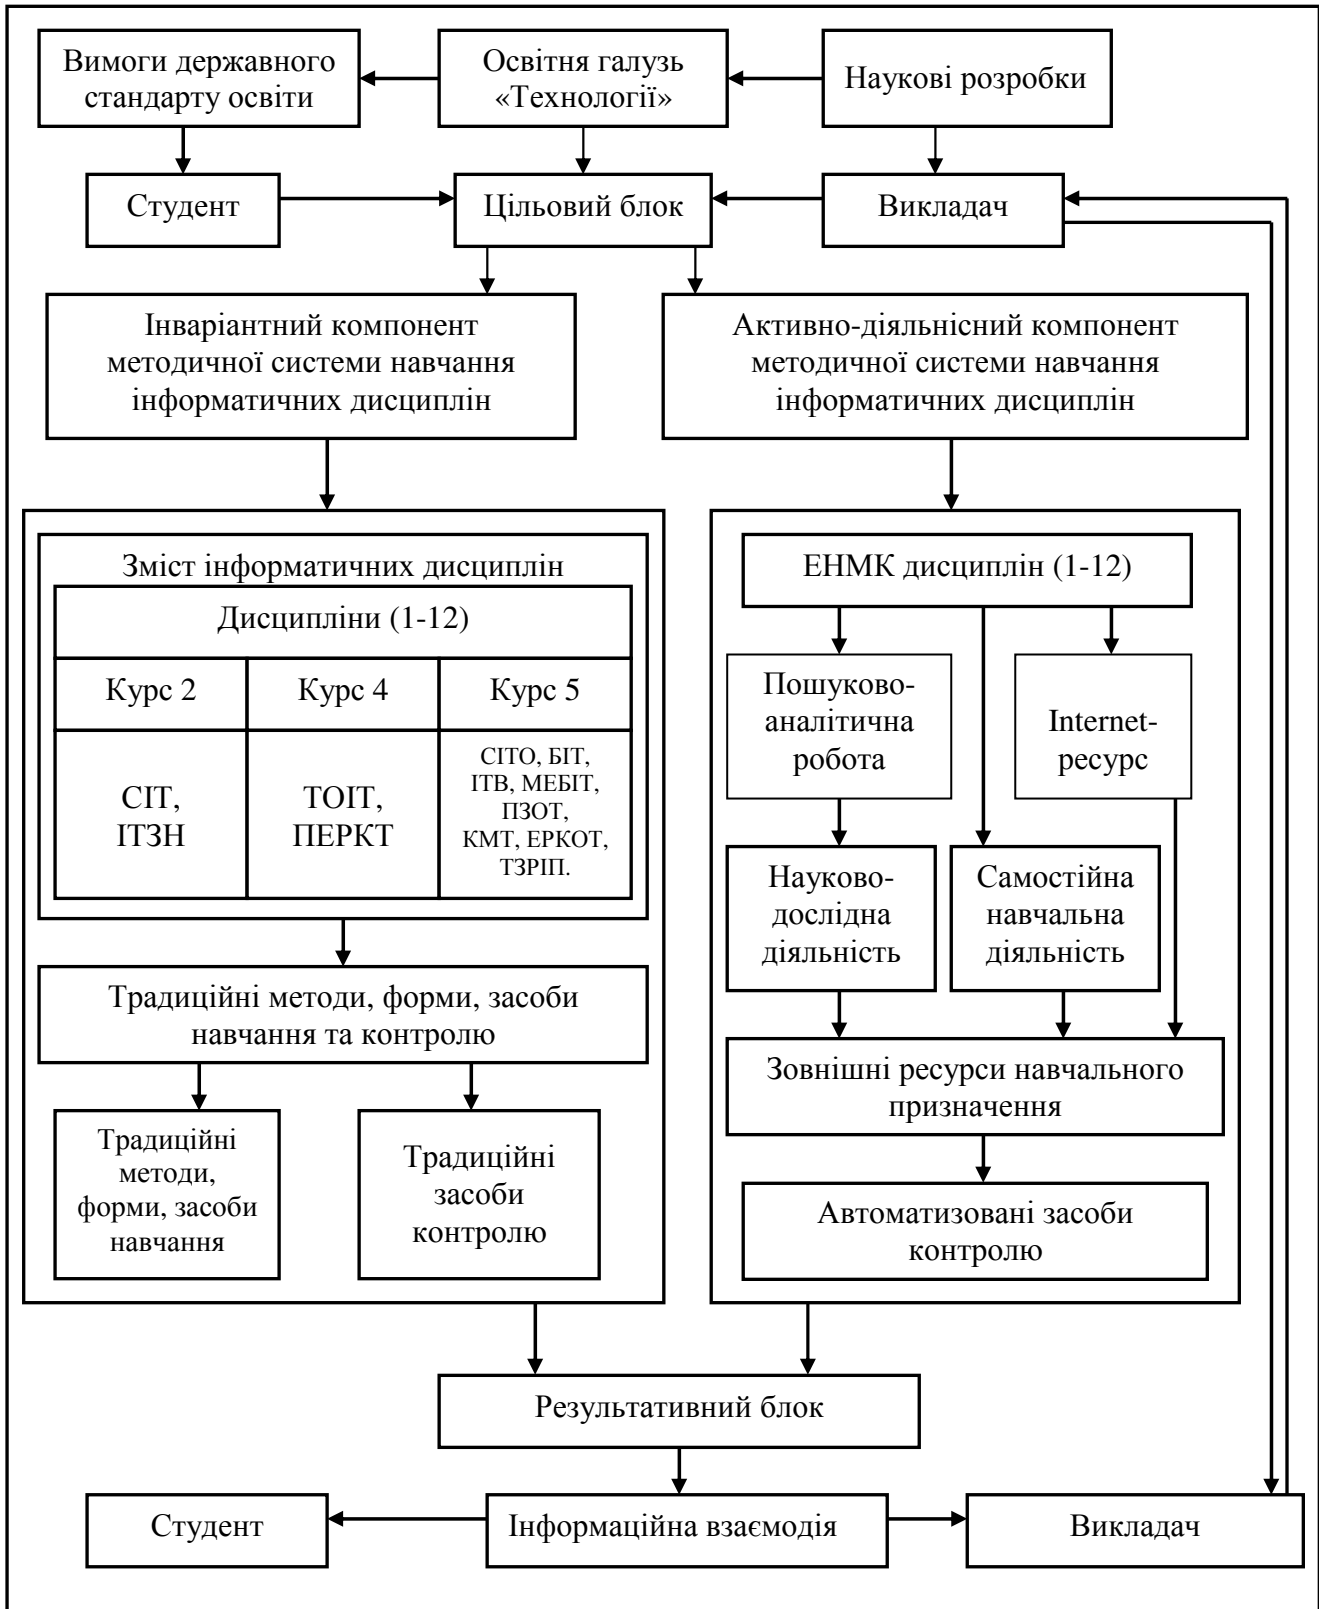 Вимоги державного
стандарту освіти
Освітня галузь
«Технології»
Наукові розробки
Студент
Цільовий блок
Викладач
Інваріантний компонент
методичної системи навчання
інформатичних дисциплін
Активно-діяльнісний компонент
методичної системи навчання
інформатичних дисциплін
Зміст інформатичних дисциплін
Дисципліни (1-12)
Курс 2
Курс 4
Курс 5
СІТ,
ІТЗН
ТОІТ,
ПЕРКТ
СІТО, БІТ,
ІТВ, МЕБІТ,
ПЗОТ,
КМТ, ЕРКОТ,
ТЗРІП.
Традиційні методи, форми, засоби
навчання та контролю
Традиційні
методи,
форми, засоби
навчання
Традиційні
засоби
контролю
ЕНМК дисциплін (1-12)
Пошуково-
аналітична
робота
Internet-
ресурс
Науково-
дослідна
діяльність
Самостійна
навчальна
діяльність
Зовнішні ресурси навчального
призначення
Автоматизовані засоби
контролю
Результативний блок
Студент
Інформаційна взаємодія
Викладач